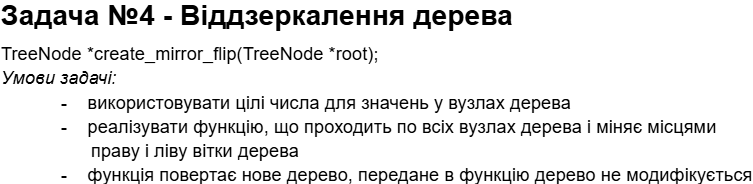 Задача №4 - Віддзеркалення дерева
TreeNode *create_mirror_flip(TreeNode *root);
Умови задачі:
- використовувати цілі числа для значень у вузлах дерева
- реалізувати функцію, що проходить по всіх вузлах дерева і міняє місцями
праву і ліву вітки дерева
- функція повертає нове дерево, передане в функцію дерево не модифікується